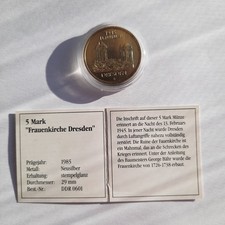 DRESDEN
5 Mark
"Frauenkirche Dresden"
Prägejahr: 1985
Metall: Neusilber
Erhaltung: stempelglanz
Durchmesser: 29 mm
Best.-Nr.: DDR 0601
Die Inschrift auf dieser 5 Mark Münze
erinnert an die Nacht des 13. Februars
1945. In jener Nacht wurde Dresden
durch Luftangriffe nahezu vollständig
zerstört. Die Ruine der Frauenkirche ist
ein Mahnmal, das an die Schrecken des
Krieges erinnert. Unter der Anleitung
des Baumeisters George Bähr wurde die
Frauenkirche von 1726-1738 erbaut.